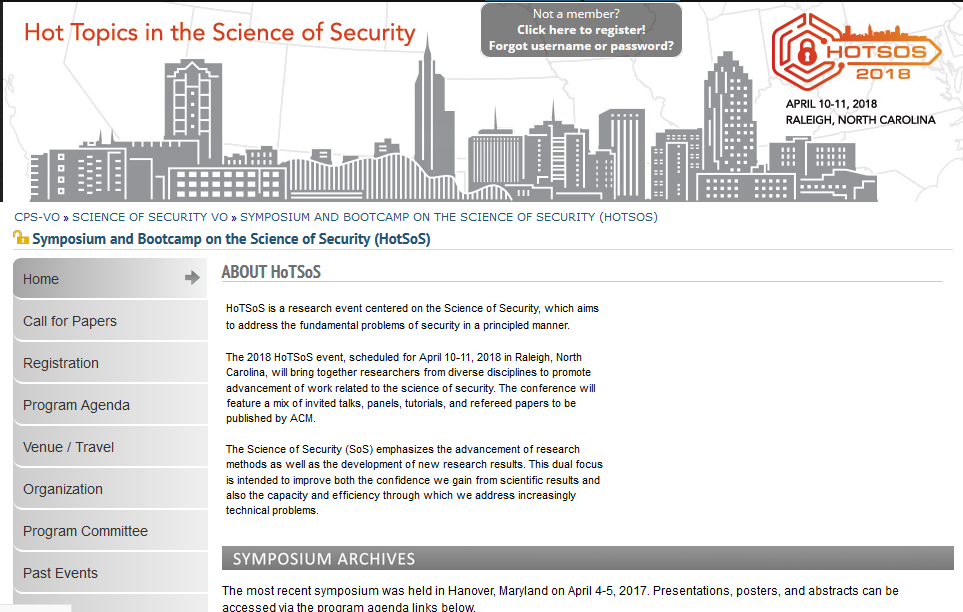 Hot Topics in the Science of Security
Not a member?
Click here to register!
Forgot username or password?
HOTSOS
2018
APRIL 10-11, 2018
RALEIGH, NORTH CAROLINA
CPS-VO » SCIENCE OF SECURITY VO » SYMPOSIUM AND BOOTCAMP ON THE SCIENCE OF SECURITY (HOTSOS)
Symposium and Bootcamp on the Science of Security (HotSoS)
Home
Call for Papers
Registration
Program Agenda
Venue / Travel
Organization
Program Committee
Past Events
ABOUT HoTSoS
HoTSoS is a research event centered on the Science of Security, which aims
to address the fundamental problems of security in a principled manner.
The 2018 HoTSoS event, scheduled for April 10-11, 2018 in Raleigh, North
Carolina, will bring together researchers from diverse disciplines to promote
advancement of work related to the science of security. The conference will
feature a mix of invited talks, panels, tutorials, and refereed papers to be
published by ACM.
The Science of Security (SoS) emphasizes the advancement of research
methods as well as the development of new research results. This dual focus
is intended to improve both the confidence we gain from scientific results and
also the capacity and efficiency through which we address increasingly
technical problems.
SYMPOSIUM ARCHIVES
The most recent symposium was held in Hanover, Maryland on April 4-5, 2017. Presentations, posters, and abstracts can be
accessed via the program agenda links below.